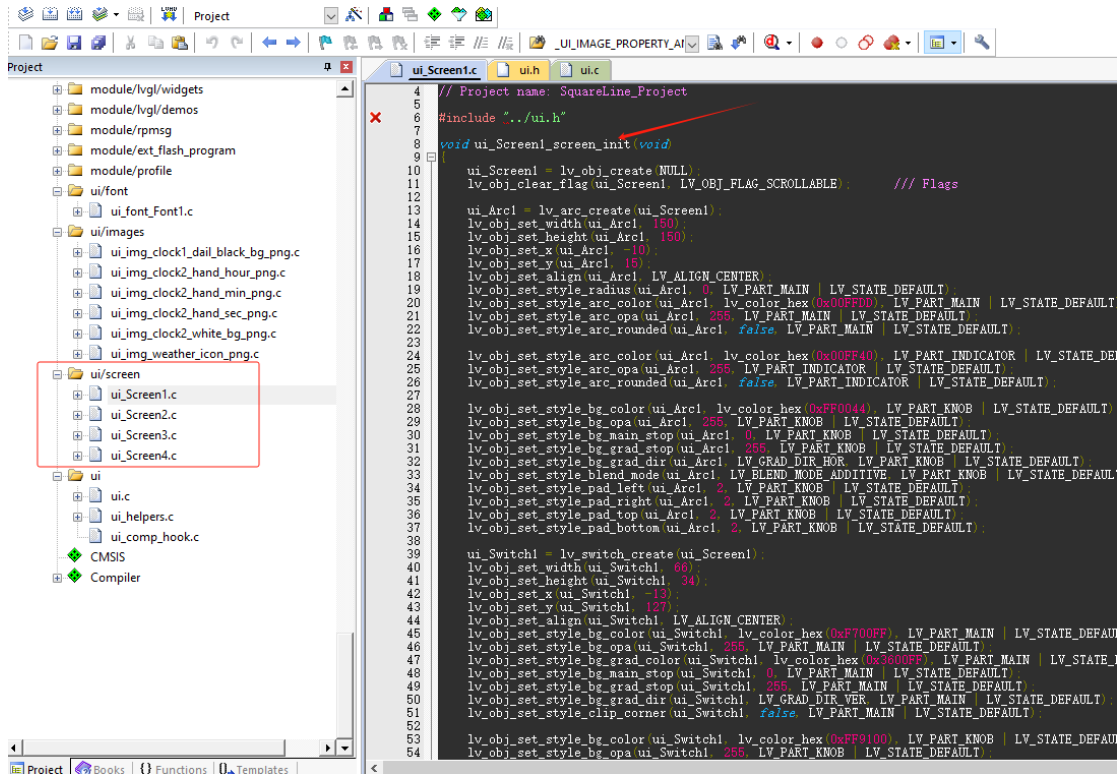 LOAD
Project
_UI_IMAGE_PROPERTY_A
Project
module/lvgl/widgets
module/lvgl/demos
module/rpmsg
module/ext_flash_program
module/profile
ui/font
ui_font_Font1.c
ui/images
ui_img_clock1_dail_black_bg_png.c
ui_img_clock2_hand_hour_png.c
ui_img_clock2_hand_min_png.c
ui_img_clock2_hand_sec_png.c
ui_img_clock2_white_bg_png.c
ui_img_weather_icon_png.c
ui/screen
ui_Screen1.c
ui_Screen2.c
ui_Screen3.c
ui_Screen4.c
ui
ui.c
ui_helpers.c
ui_comp_hook.c
CMSIS
Compiler
Project Books {} Functions Templates
ui_Screen1.c ui.h ui.c
4 // Project name: SquareLine_Project
5
6 #include "../ui.h"
7
8 void ui_Screen1_screen_init(void)
9 {
10 ui_Screen1 = lv_obj_create(NULL);
11 lv_obj_clear_flag(ui_Screen1, LV_OBJ_FLAG_SCROLLABLE); /// Flags
12
13 ui_Arc1 = lv_arc_create(ui_Screen1);
14 lv_obj_set_width(ui_Arc1, 150);
15 lv_obj_set_height(ui_Arc1, 150);
16 lv_obj_set_x(ui_Arc1, -10);
17 lv_obj_set_y(ui_Arc1, 15);
18 lv_obj_set_align(ui_Arc1, LV_ALIGN_CENTER);
19 lv_obj_set_style_radius(ui_Arc1, 0, LV_PART_MAIN | LV_STATE_DEFAULT);
20 lv_obj_set_style_arc_color(ui_Arc1, lv_color_hex(0x00FFDD), LV_PART_MAIN | LV_STATE_DEFAULT
21 lv_obj_set_style_arc_opa(ui_Arc1, 255, LV_PART_MAIN | LV_STATE_DEFAULT);
22 lv_obj_set_style_arc_rounded(ui_Arc1, false, LV_PART_MAIN | LV_STATE_DEFAULT);
23
24 lv_obj_set_style_arc_color(ui_Arc1, lv_color_hex(0x00FF40), LV_PART_INDICATOR | LV_STATE_DE
25 lv_obj_set_style_arc_opa(ui_Arc1, 255, LV_PART_INDICATOR | LV_STATE_DEFAULT);
26 lv_obj_set_style_arc_rounded(ui_Arc1, false, LV_PART_INDICATOR | LV_STATE_DEFAULT);
27
28 lv_obj_set_style_bg_color(ui_Arc1, lv_color_hex(0xFF0044), LV_PART_KNOB | LV_STATE_DEFAULT)
29 lv_obj_set_style_bg_opa(ui_Arc1, 255, LV_PART_KNOB | LV_STATE_DEFAULT);
30 lv_obj_set_style_bg_main_stop(ui_Arc1, 0, LV_PART_KNOB | LV_STATE_DEFAULT);
31 lv_obj_set_style_bg_grad_stop(ui_Arc1, 255, LV_PART_KNOB | LV_STATE_DEFAULT);
32 lv_obj_set_style_bg_grad_dir(ui_Arc1, LV_GRAD_DIR_HOR, LV_PART_KNOB | LV_STATE_DEFAULT);
33 lv_obj_set_style_blend_mode(ui_Arc1, LV_BLEND_MODE_ADDITIVE, LV_PART_KNOB | LV_STATE_DEFAUL
34 lv_obj_set_style_pad_left(ui_Arc1, 2, LV_PART_KNOB | LV_STATE_DEFAULT);
35 lv_obj_set_style_pad_right(ui_Arc1, 2, LV_PART_KNOB | LV_STATE_DEFAULT);
36 lv_obj_set_style_pad_top(ui_Arc1, 2, LV_PART_KNOB | LV_STATE_DEFAULT);
37 lv_obj_set_style_pad_bottom(ui_Arc1, 2, LV_PART_KNOB | LV_STATE_DEFAULT);
38
39 ui_Switch1 = lv_switch_create(ui_Screen1);
40 lv_obj_set_width(ui_Switch1, 66);
41 lv_obj_set_height(ui_Switch1, 34);
42 lv_obj_set_x(ui_Switch1, -13);
43 lv_obj_set_y(ui_Switch1, 127);
44 lv_obj_set_align(ui_Switch1, LV_ALIGN_CENTER);
45 lv_obj_set_style_bg_color(ui_Switch1, lv_color_hex(0xF700FF), LV_PART_MAIN | LV_STATE_DEFAU
46 lv_obj_set_style_bg_opa(ui_Switch1, 255, LV_PART_MAIN | LV_STATE_DEFAULT);
47 lv_obj_set_style_bg_grad_color(ui_Switch1, lv_color_hex(0x3600FF), LV_PART_MAIN | LV_STATE_
48 lv_obj_set_style_bg_main_stop(ui_Switch1, 0, LV_PART_MAIN | LV_STATE_DEFAULT);
49 lv_obj_set_style_bg_grad_stop(ui_Switch1, 255, LV_PART_MAIN | LV_STATE_DEFAULT);
50 lv_obj_set_style_bg_grad_dir(ui_Switch1, LV_GRAD_DIR_VER, LV_PART_MAIN | LV_STATE_DEFAULT);
51 lv_obj_set_style_clip_corner(ui_Switch1, false, LV_PART_MAIN | LV_STATE_DEFAULT);
52
53 lv_obj_set_style_bg_color(ui_Switch1, lv_color_hex(0xFF9100), LV_PART_KNOB | LV_STATE_DEFAU
54 lv_obj_set_style_bg_opa(ui_Switch1, 255, LV_PART_KNOB | LV_STATE_DEFAULT);